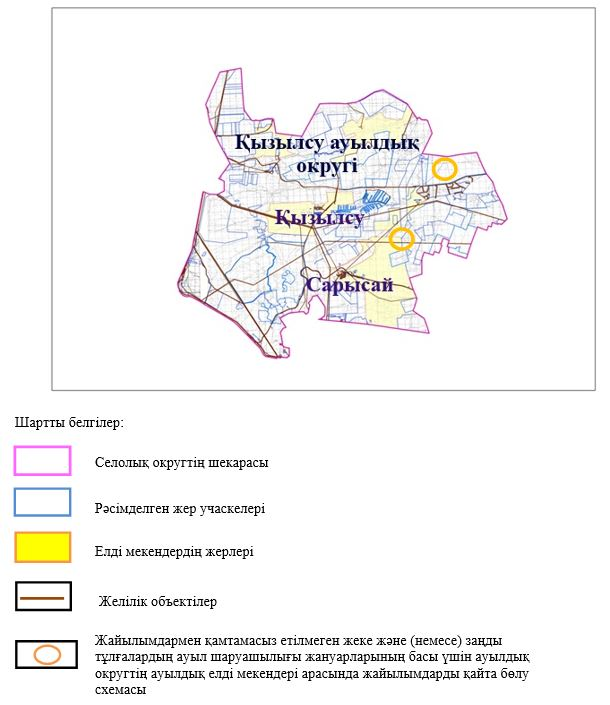 Қызылсу ауылдық
округі
Қызылсу
Сарысай
Шартты белгілер:
Селолық округтің шекарасы
Рәсімделген жер учаскелері
Елді мекендердің жерлері
Желілік объектілер
Жайылымдармен қамтамасыз етілмеген жеке және (немесе) заңды
тұлғалардың ауыл шаруашылығы жануарларының басы үшін ауылдық
округтің ауылдық елді мекендері арасында жайылымдарды қайта бөлу
схемасы